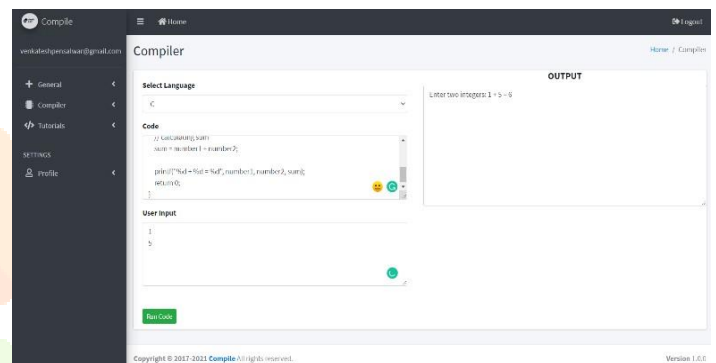 Compile
Home
Logout
venkateshpensalwar@gmail.com
Compiler
Home / Compiler
General
Compiler
Tutorials
SETTINGS
Profile
Select Language
C
Code
// calculating sum
sum = number1 + number2;
printf("%d + %d = %d", number1, number2, sum);
return 0;
}
User Input
1
5
Run Code
OUTPUT
Enter two integers: 1 + 5 = 6
Copyright © 2017-2021 Compile All rights reserved.
Version 1.0.0